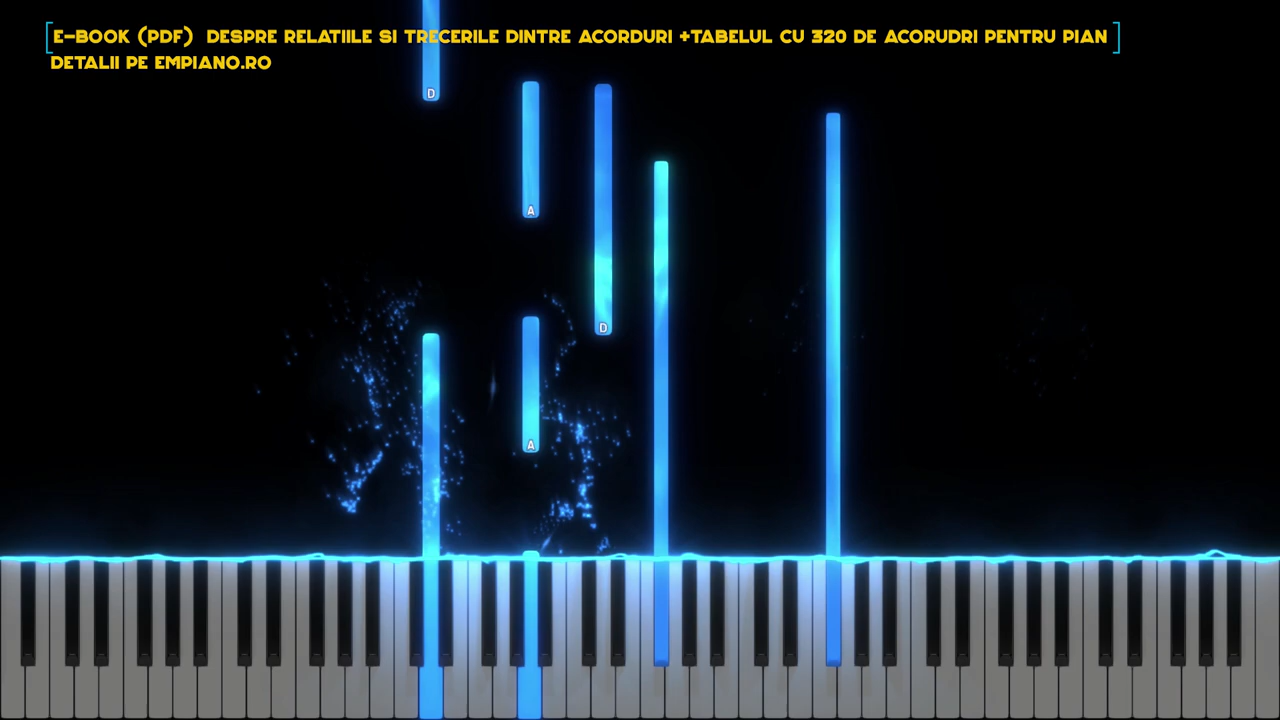 [E-BOOK (PDF) DESPRE RELATIILE SI TRECERILE DINTRE ACORDURI +TABELUL CU 320 DE ACORUDRI PENTRU PIAN]
DETALII PE EMPIANO.RO
D
A
D
A